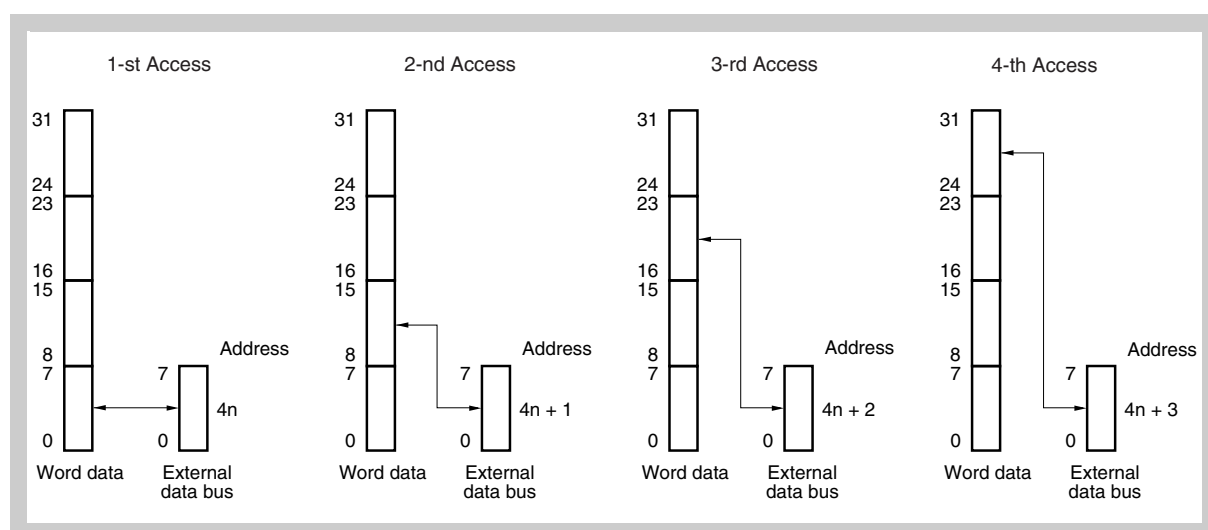 1-st Access
31
24
23
16
15
8
7
0
Word data
Address
7
4n
0
External
data bus
2-nd Access
31
24
23
16
15
8
7
0
Word data
Address
7
4n + 1
0
External
data bus
3-rd Access
31
24
23
16
15
8
7
0
Word data
Address
7
4n + 2
0
External
data bus
4-th Access
31
24
23
16
15
8
7
0
Word data
Address
7
4n + 3
0
External
data bus